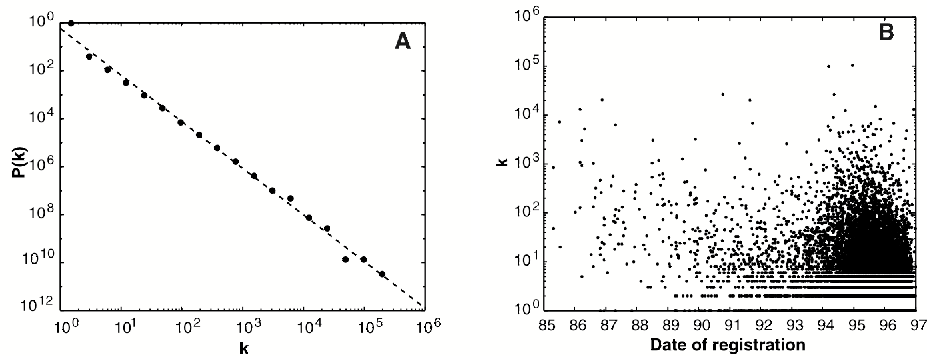 A
P(k)
10⁰
10²
10⁴
10⁶
10⁸
10¹⁰
10¹²
10⁰ 10¹ 10² 10³ 10⁴ 10⁵ 10⁶
k
B
k
10⁶
10⁵
10⁴
10³
10²
10¹
10⁰
85 86 87 88 89 90 91 92 93 94 95 96 97
Date of registration